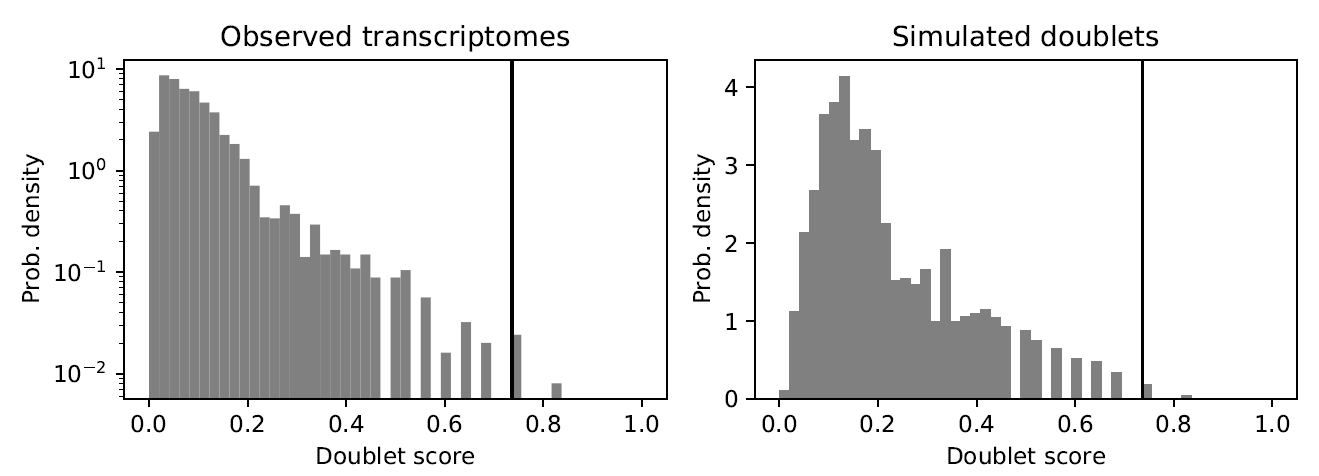 Observed transcriptomes
Prob. density
10¹
10⁰
10⁻¹
10⁻²
0.0 0.2 0.4 0.6 0.8 1.0
Doublet score
Simulated doublets
Prob. density
4
3
2
1
0
0.0 0.2 0.4 0.6 0.8 1.0
Doublet score